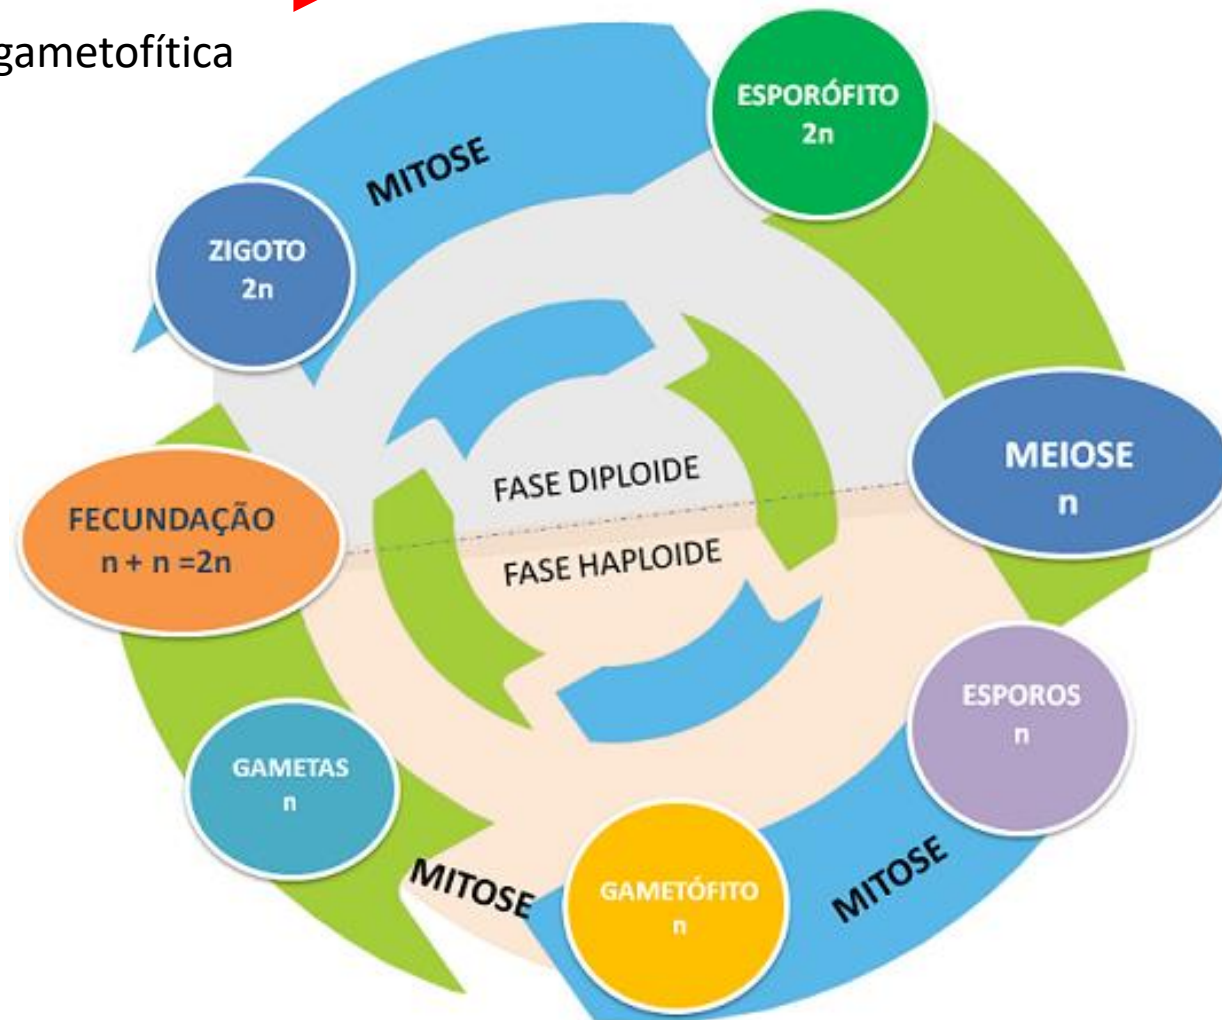 gametofítica
ESPORÓFITO
2n
MITOSE
ZIGOTO
2n
MEIOSE
n
FASE DIPLOIDE
FECUNDAÇÃO
n + n =2n
FASE HAPLOIDE
ESPOROS
n
GAMETAS
n
MITOSE
GAMETÓFITO
n
MITOSE